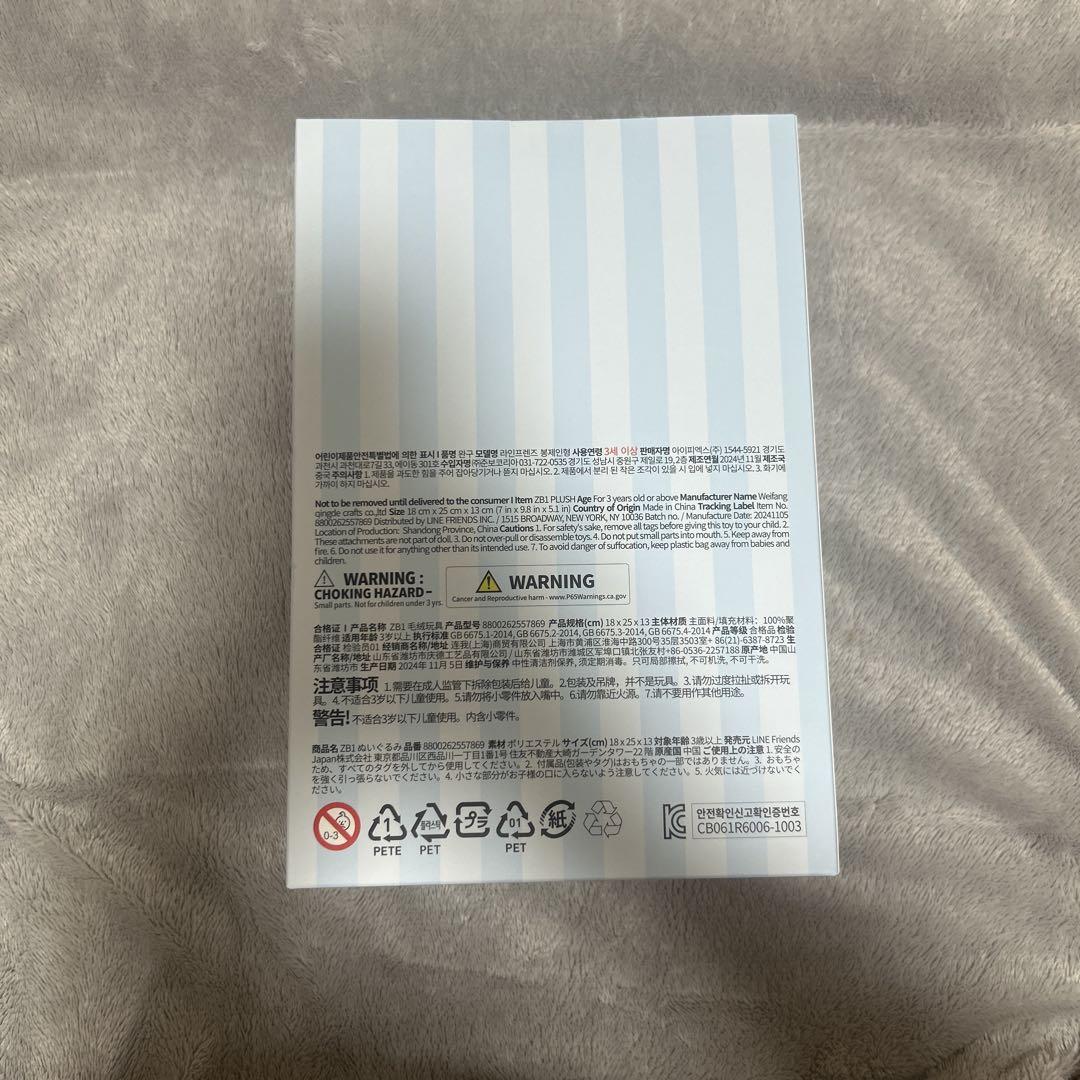 어린이제품안전특별법에 의한 표시 I 품명 완구 모델명 라인프렌즈 봉제인형 사용연령 3세 이상 판매자명 아이피엑스(주) 1544-5921 경기도
과천시 과천대로7길 33, 에이동 301호 수입자명 ㈜준보코리아 031-722-0535 경기도 성남시 중원구 제일로 19, 2층 제조연월 2024년 11월 제조국
중국 주의사항 1. 제품을 과도한 힘을 주어 잡아당기거나 뜯지 마십시오. 2. 제품에서 분리 된 작은 조각이 있을 시 입에 넣지 마십시오. 3. 화기에
가까이 하지 마십시오.
Not to be removed until delivered to the consumer I Item ZB1 PLUSH Age For 3 years old or above Manufacturer Name Weifang
qingde crafts co.,ltd Size 18 cm x 25 cm x 13 cm (7 in x 9.8 in x 5.1 in) Country of Origin Made in China Tracking Label Item No.
8800262557869 Distributed by LINE FRIENDS INC. / 1515 BROADWAY, NEW YORK, NY 10036 Batch no. / Manufacture Date: 20241105
Location of Production: Shandong Province, China Cautions 1. For safety's sake, remove all tags before giving this toy to your child. 2.
These attachments are not part of doll. 3. Do not over-pull or disassemble toys. 4. Do not put small parts into mouth. 5. Keep away from
fire. 6. Do not use it for anything other than its intended use. 7. To avoid danger of suffocation, keep plastic bag away from babies and
children.
WARNING :
CHOKING HAZARD–
Small parts. Not for children under 3 yrs.
WARNING
Cancer and Reproductive harm - www.P65Warnings.ca.gov
合格证 I 产品名称 ZB1 毛绒玩具 产品型号 8800262557869 产品规格(cm) 18 x 25 x 13 主体材质 主面料/填充材料：100%聚
酯纤维 适用年龄 3岁以上 执行标准 GB 6675.1-2014, GB 6675.2-2014, GB 6675.3-2014, GB 6675.4-2014 产品等级 合格品 检验
合格证 检验员01 经销商名称/地址 连我(上海)商贸有限公司 上海市黄浦区淮海中路300号35层3503室+ 86(21)-6387-8723 生
产厂名称/地址 山东省潍坊市庆德工艺品有限公司 / 山东省潍坊市潍城区军埠口镇北张友村+86-0536-2257188 原产地 中国山
东省潍坊市 生产日期 2024年 11月 5日 维护与保养 中性清洁剂保养, 须定期消毒。只可局部擦拭, 不可机洗, 不可干洗。
注意事项 1.需要在成人监管下拆除包装后给儿童。2.包装及吊牌，并不是玩具。3.请勿过度拉扯或拆开玩
具。4.不适合3岁以下儿童使用。5.请勿将小零件放入嘴中。6.请勿靠近火源。7.请不要用作其他用途。
警告! 不适合3岁以下儿童使用。内含小零件。
商品名 ZB1 ぬいぐるみ 品番 8800262557869 素材 ポリエステル サイズ(cm) 18 x 25 x 13 対象年齢 3歳以上 発売元 LINE Friends
Japan株式会社 東京都品川区西品川一丁目1番1号 住友不動産大崎ガーデンタワー22 階 原産国 中国 ご使用上の注意 1. 安全の
ため、すべてのタグを外してから使用してください。2. 付属品(包装やタグ)はおもちゃの一部ではありません。3. おもちゃ
を強く引っ張らないでください。4. 小さな部分がお子様の口に入らないよう注意してください。5. 火気には近づけないでく
ださい。
0-3
1
PETE
플라스틱
PET
プラ
01
PET
紙
안전확인신고확인증번호
CB061R6006-1003